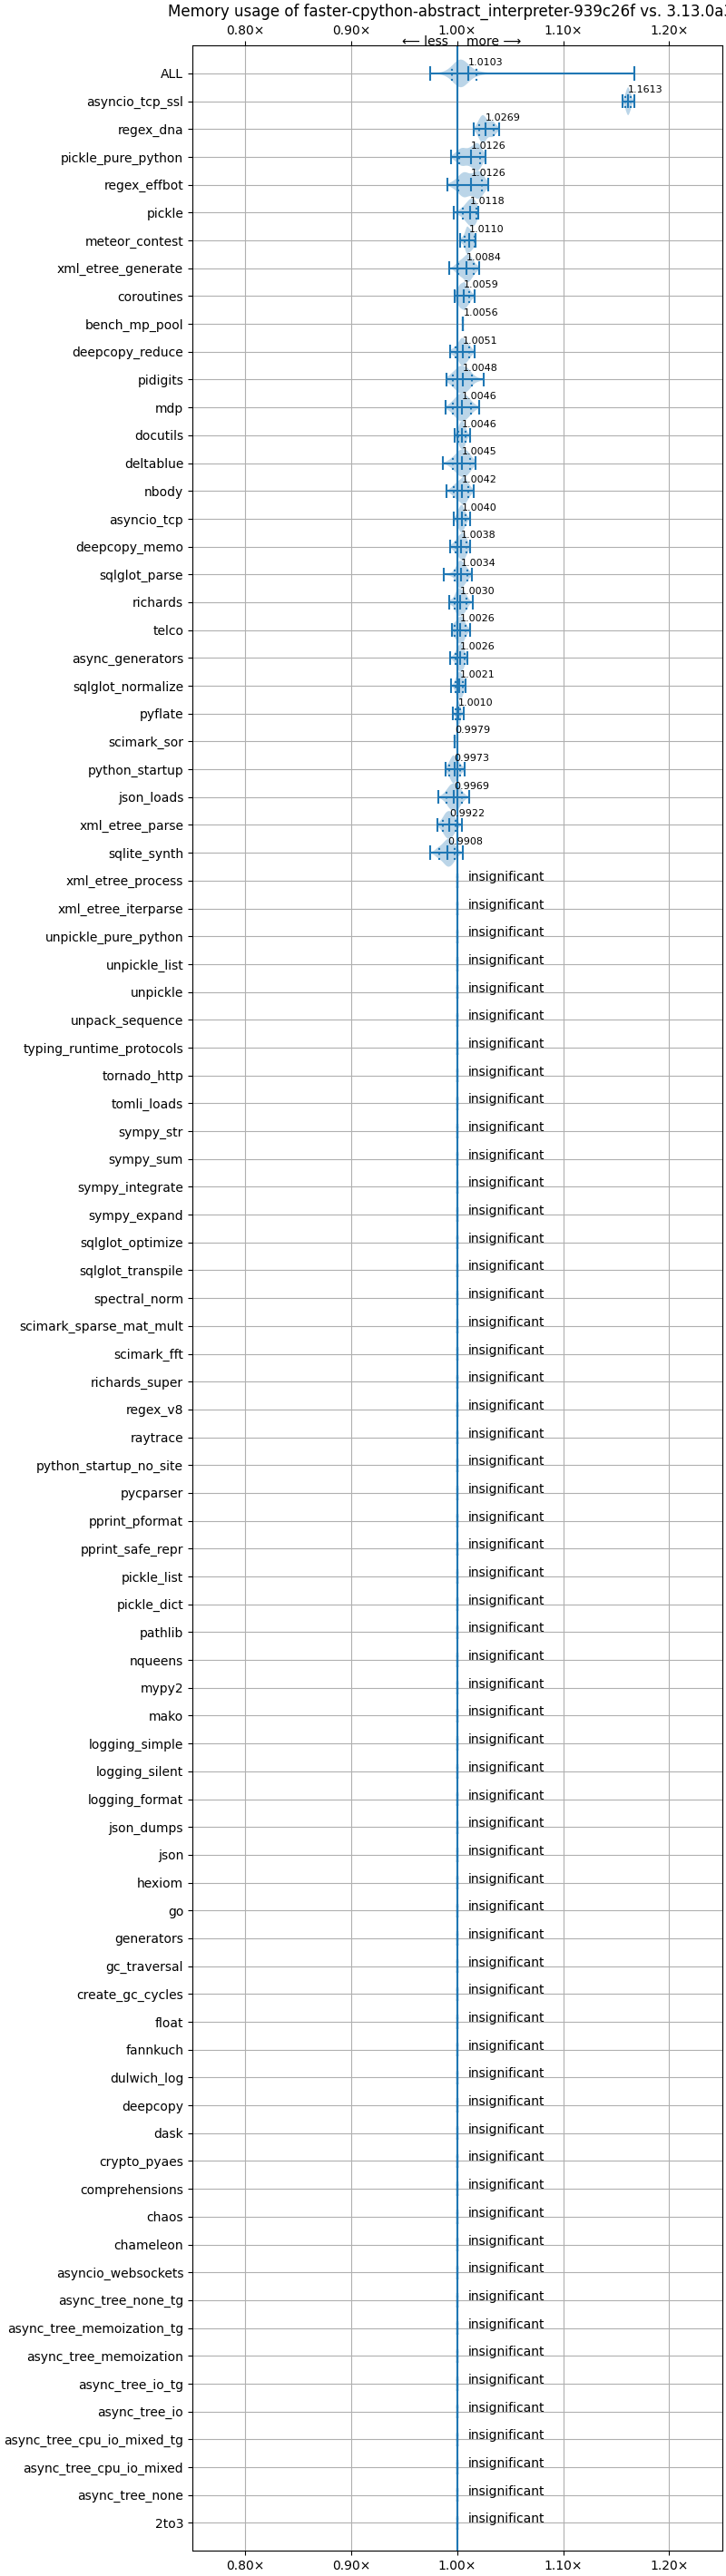 Memory usage of faster-cpython-abstract_interpreter-939c26f vs. 3.13.0a
0.80× 0.90× 1.00× 1.10× 1.20×
⟵ less more ⟶
ALL 1.0103
asyncio_tcp_ssl 1.1613
regex_dna 1.0269
pickle_pure_python 1.0126
regex_effbot 1.0126
pickle 1.0118
meteor_contest 1.0110
xml_etree_generate 1.0084
coroutines 1.0059
bench_mp_pool 1.0056
deepcopy_reduce 1.0051
pidigits 1.0048
mdp 1.0046
docutils 1.0046
deltablue 1.0045
nbody 1.0042
asyncio_tcp 1.0040
deepcopy_memo 1.0038
sqlglot_parse 1.0034
richards 1.0030
telco 1.0026
async_generators 1.0026
sqlglot_normalize 1.0021
pyflate 1.0010
scimark_sor 0.9979
python_startup 0.9973
json_loads 0.9969
xml_etree_parse 0.9922
sqlite_synth 0.9908
xml_etree_process insignificant
xml_etree_iterparse insignificant
unpickle_pure_python insignificant
unpickle_list insignificant
unpickle insignificant
unpack_sequence insignificant
typing_runtime_protocols insignificant
tornado_http insignificant
tomli_loads insignificant
sympy_str insignificant
sympy_sum insignificant
sympy_integrate insignificant
sympy_expand insignificant
sqlglot_optimize insignificant
sqlglot_transpile insignificant
spectral_norm insignificant
scimark_sparse_mat_mult insignificant
scimark_fft insignificant
richards_super insignificant
regex_v8 insignificant
raytrace insignificant
python_startup_no_site insignificant
pycparser insignificant
pprint_pformat insignificant
pprint_safe_repr insignificant
pickle_list insignificant
pickle_dict insignificant
pathlib insignificant
nqueens insignificant
mypy2 insignificant
mako insignificant
logging_simple insignificant
logging_silent insignificant
logging_format insignificant
json_dumps insignificant
json insignificant
hexiom insignificant
go insignificant
generators insignificant
gc_traversal insignificant
create_gc_cycles insignificant
float insignificant
fannkuch insignificant
dulwich_log insignificant
deepcopy insignificant
dask insignificant
crypto_pyaes insignificant
comprehensions insignificant
chaos insignificant
chameleon insignificant
asyncio_websockets insignificant
async_tree_none_tg insignificant
async_tree_memoization_tg insignificant
async_tree_memoization insignificant
async_tree_io_tg insignificant
async_tree_io insignificant
async_tree_cpu_io_mixed_tg insignificant
async_tree_cpu_io_mixed insignificant
async_tree_none insignificant
2to3 insignificant
0.80× 0.90× 1.00× 1.10× 1.20×